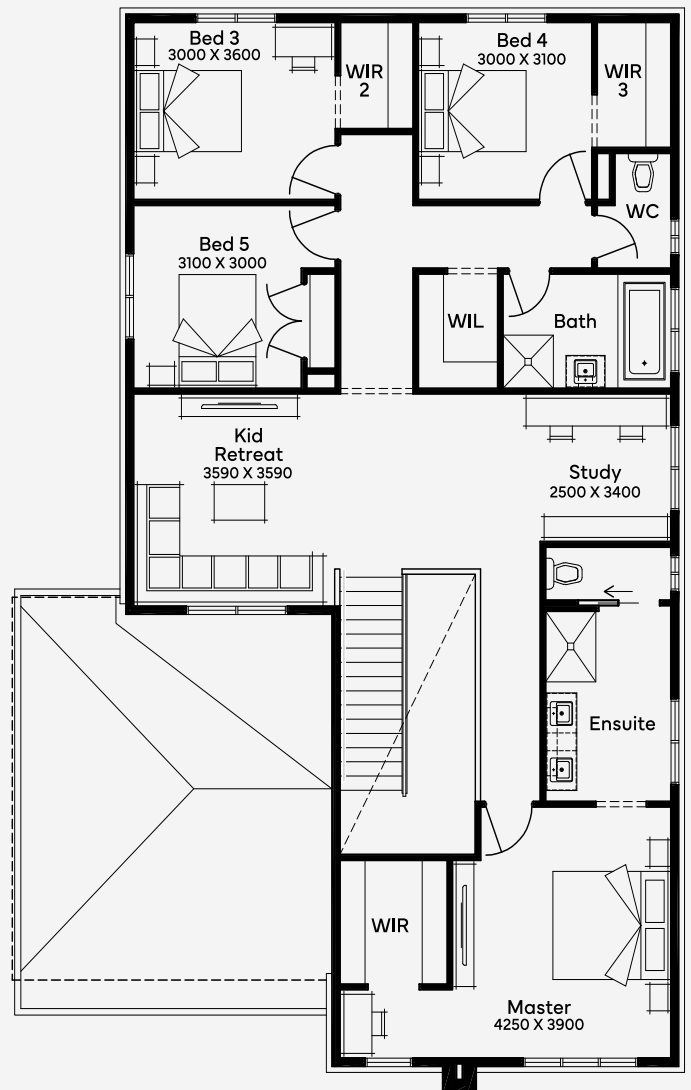 Bed 3
3000 X 3600
WIR
2
Bed 4
3000 X 3100
WIR
3
WC
Bed 5
3100 X 3000
WIL
Bath
Kid
Retreat
3590 X 3590
Study
2500 X 3400
Ensuite
WIR
Master
4250 X 3900